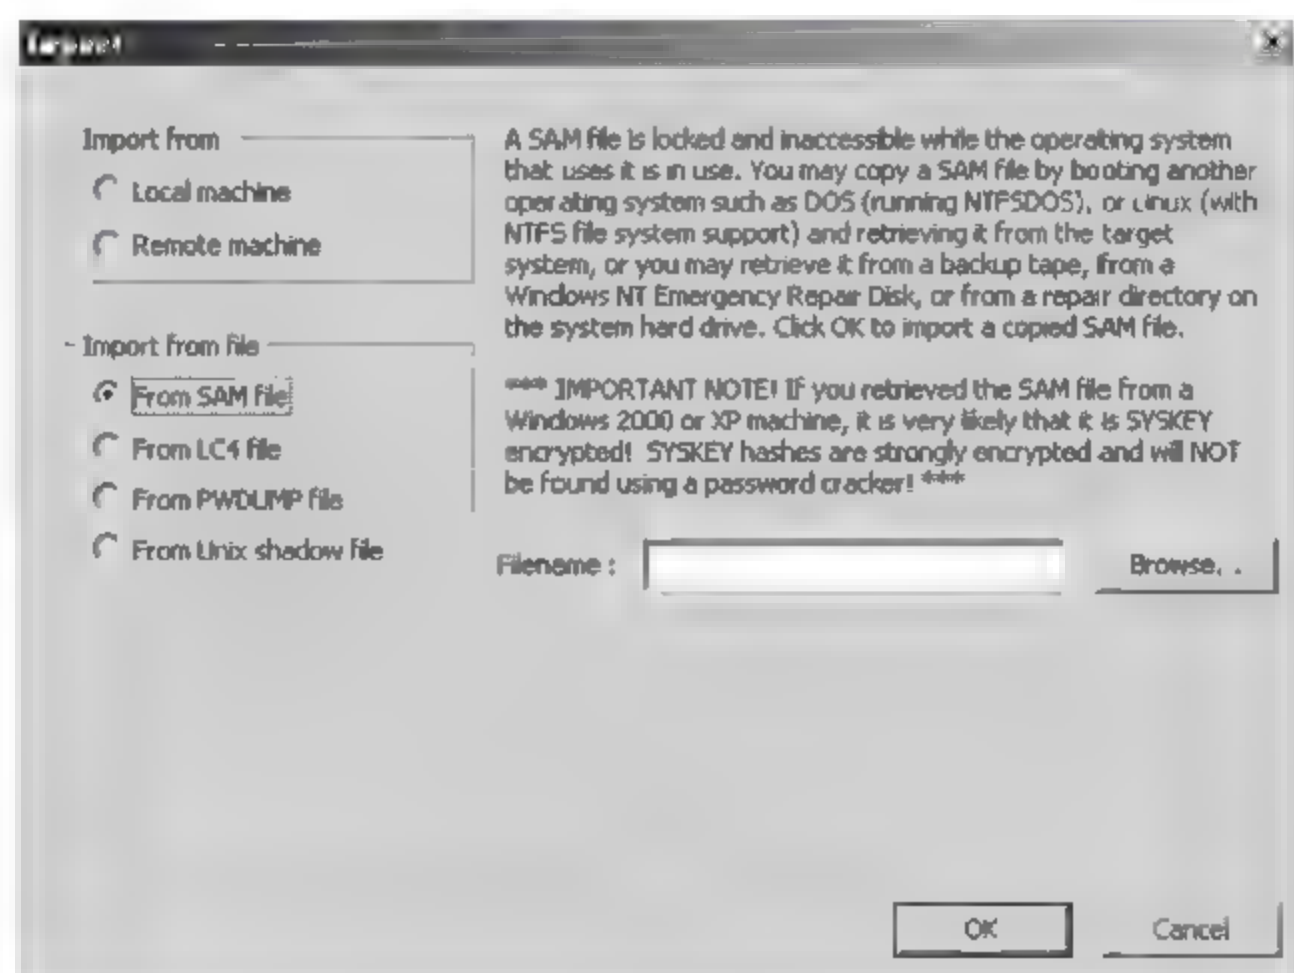 Import
Import from
Local machine
Remote machine
Import from file
From SAM file
From LC4 file
From PWDUMP file
From Unix shadow file
A SAM file is locked and inaccessible while the operating system
that uses it is in use. You may copy a SAM file by booting another
operating system such as DOS (running NTFSDOS), or Linux (with
NTFS file system support) and retrieving it from the target
system, or you may retrieve it from a backup tape, from a
Windows NT Emergency Repair Disk, or from a repair directory on
the system hard drive. Click OK to import a copied SAM file.
*** IMPORTANT NOTE! If you retrieved the SAM file from a
Windows 2000 or XP machine, it is very likely that it is SYSKEY
encrypted! SYSKEY hashes are strongly encrypted and will NOT
be found using a password cracker! ***
Filename :
Browse. .
OK
Cancel